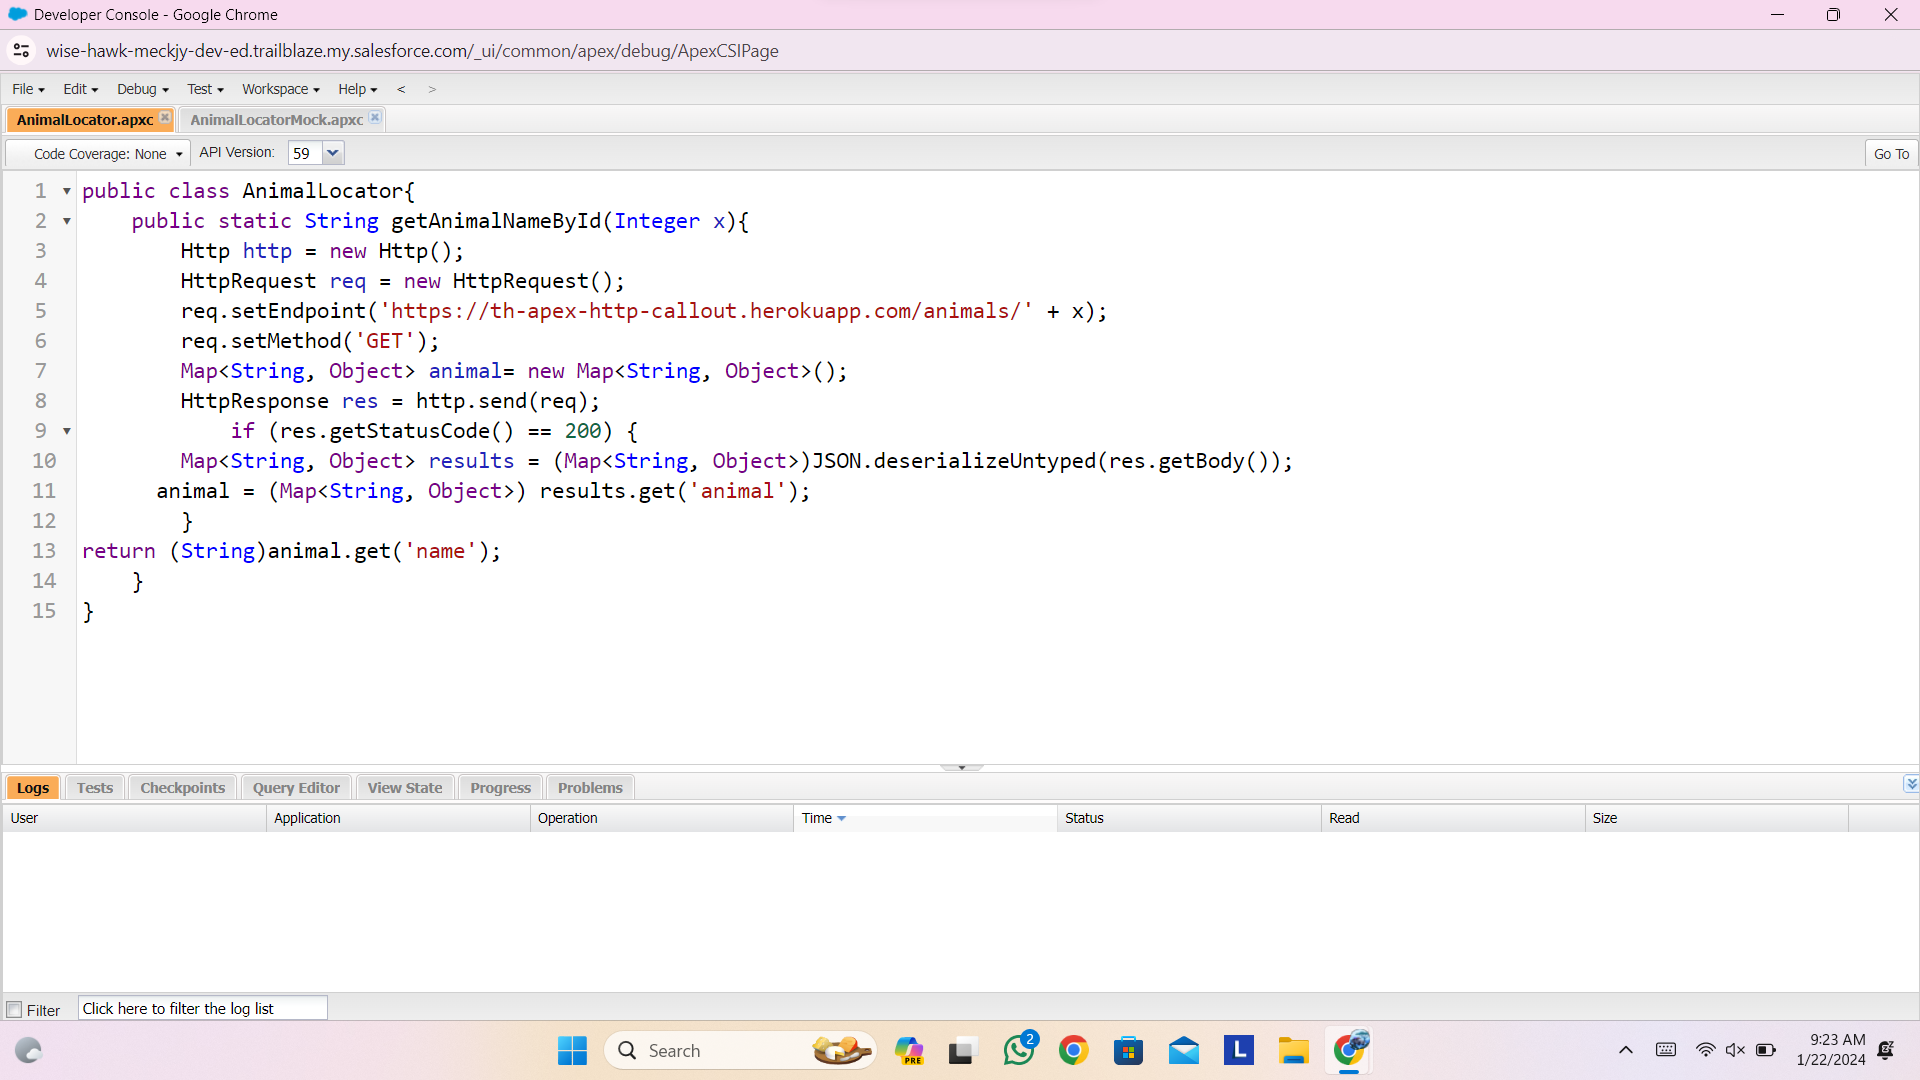 Developer Console - Google Chrome
wise-hawk-meckjy-dev-ed.trailblaze.my.salesforce.com/_ui/common/apex/debug/ApexCSIPage
File Edit Debug Test Workspace Help < >
AnimalLocator.apxc AnimalLocatorMock.apxc
Code Coverage: None API Version: 59 Go To
1 public class AnimalLocator{
2 public static String getAnimalNameById(Integer x){
3 Http http = new Http();
4 HttpRequest req = new HttpRequest();
5 req.setEndpoint('https://th-apex-http-callout.herokuapp.com/animals/' + x);
6 req.setMethod('GET');
7 Map<String, Object> animal= new Map<String, Object>();
8 HttpResponse res = http.send(req);
9 if (res.getStatusCode() == 200) {
10 Map<String, Object> results = (Map<String, Object>)JSON.deserializeUntyped(res.getBody());
11 animal = (Map<String, Object>) results.get('animal');
12 }
13 return (String)animal.get('name');
14 }
15 }
Logs Tests Checkpoints Query Editor View State Progress Problems
User Application Operation Time Status Read Size
Filter Click here to filter the log list
Search PRE 2 L 9:23 AM
1/22/2024